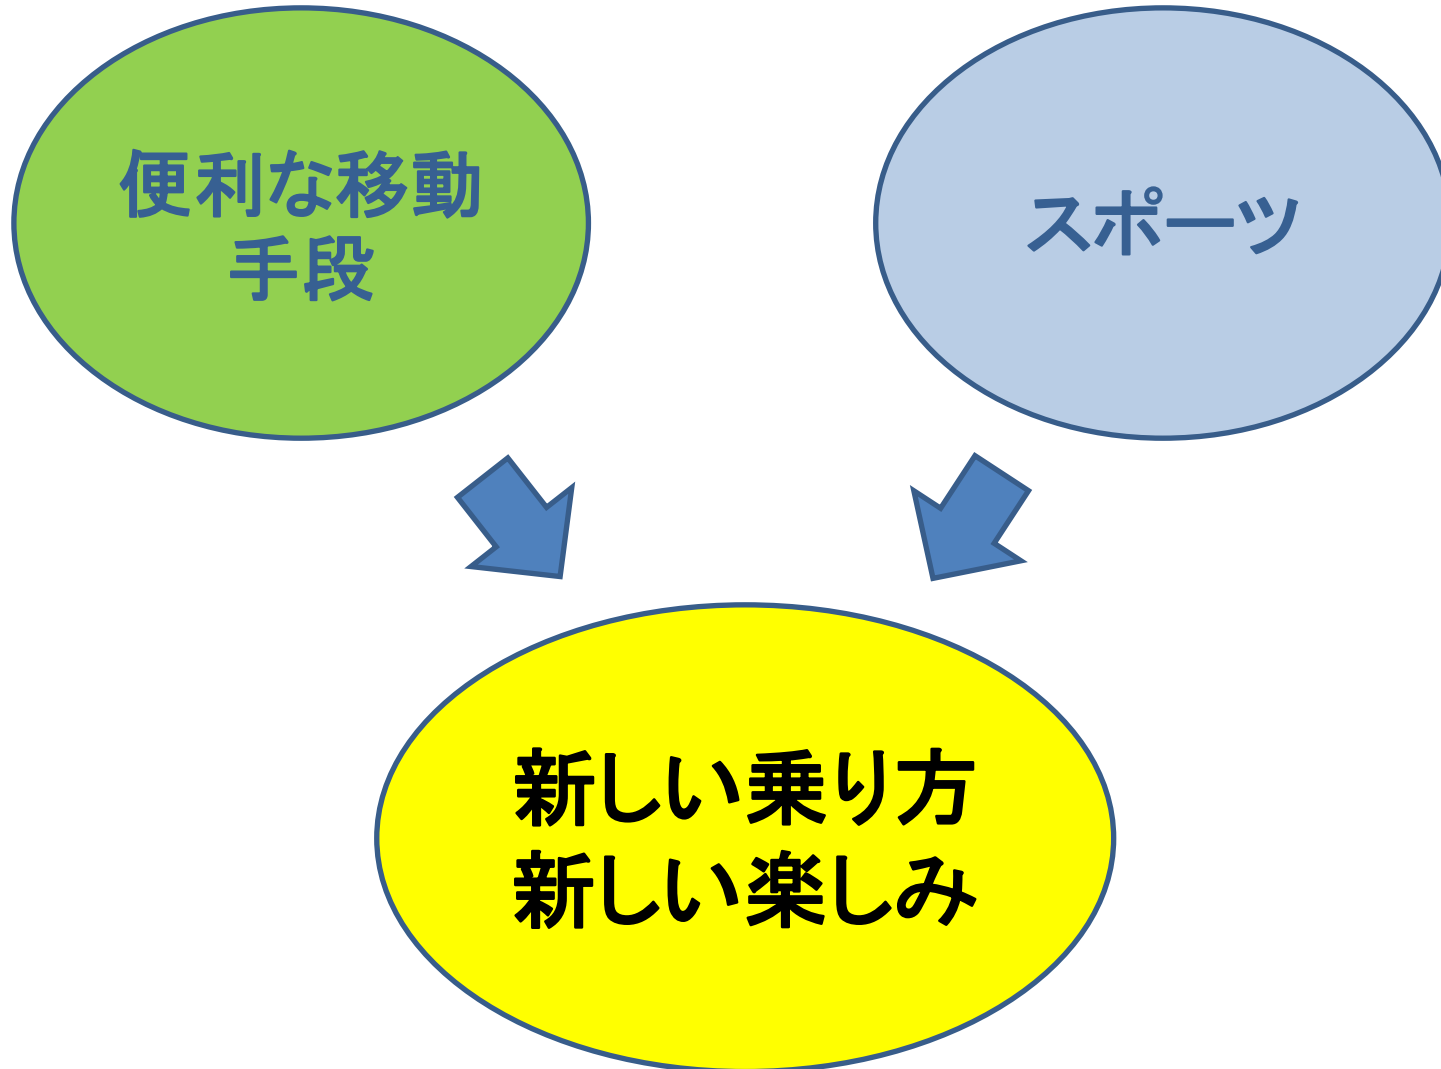 便利な移動
手段
スポーツ
新しい乗り方
新しい楽しみ